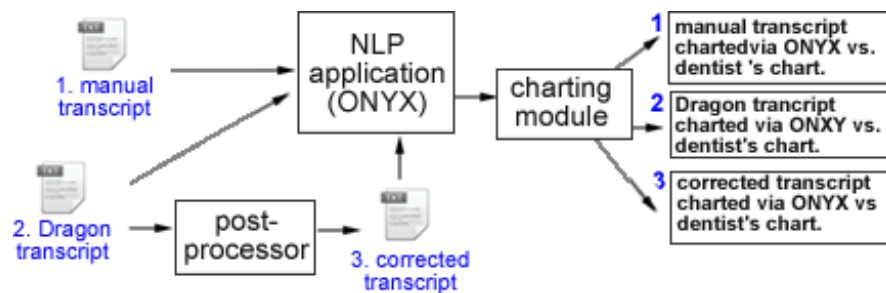 TXT
1. manual
transcript
NLP
application
(ONYX)
charting
module
1
manual transcript
chartedvia ONYX vs.
dentist 's chart.
2
Dragon trancript
charted via ONXY vs.
dentist's chart.
3
corrected transcript
charted via ONYX vs
dentist's chart.
TXT
2. Dragon
transcript
post-
processor
TXT
3. corrected
transcript